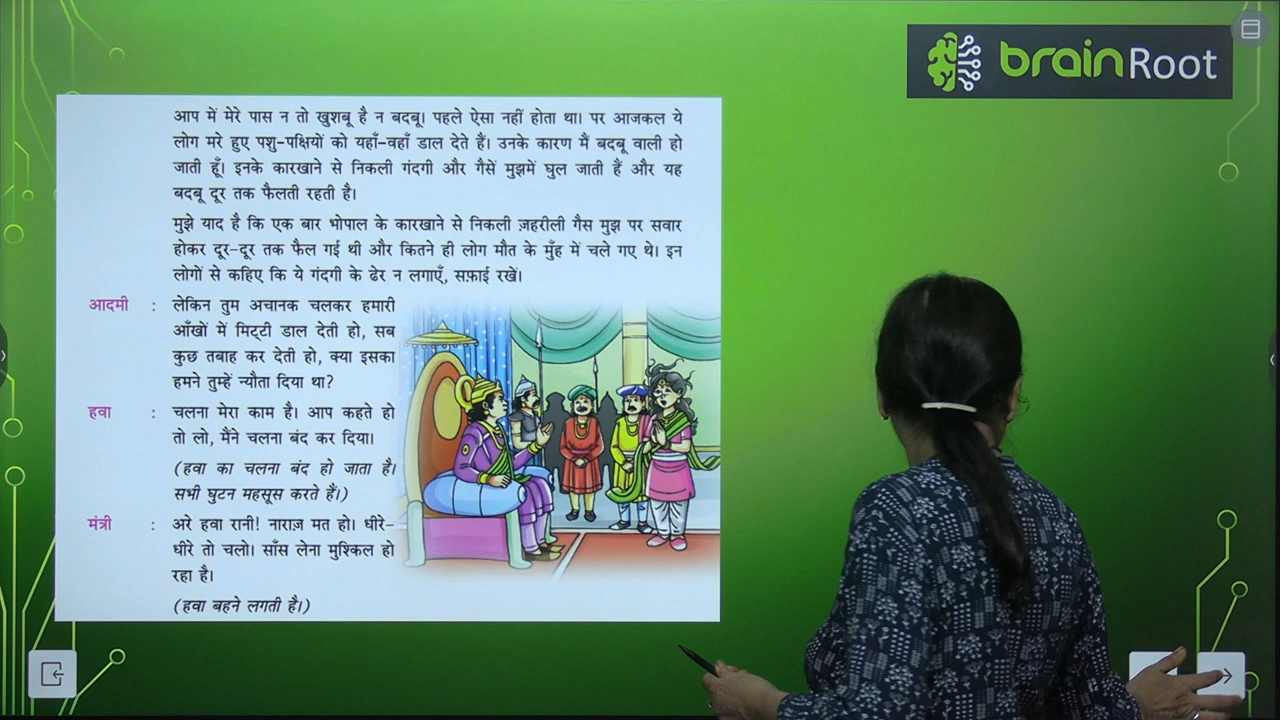 brainRoot
आप में मेरे पास न तो खुशबू है न बदबू। पहले ऐसा नहीं होता था। पर आजकल ये
लोग मरे हुए पशु-पक्षियों को यहाँ-वहाँ डाल देते हैं। उनके कारण मैं बदबू वाली हो
जाती हूँ। इनके कारखाने से निकली गंदगी और गैसें मुझमें घुल जाती हैं और यह
बदबू दूर तक फैलती रहती है।
मुझे याद है कि एक बार भोपाल के कारखाने से निकली ज़हरीली गैस मुझ पर सवार
होकर दूर-दूर तक फैल गई थी और कितने ही लोग मौत के मुँह में चले गए थे। इन
लोगों से कहिए कि ये गंदगी के ढेर न लगाएँ, सफ़ाई रखें।
आदमी : लेकिन तुम अचानक चलकर हमारी
आँखों में मिट्टी डाल देती हो, सब
कुछ तबाह कर देती हो, क्या इसका
हमने तुम्हें न्यौता दिया था?
हवा : चलना मेरा काम है। आप कहते हो
तो लो, मैंने चलना बंद कर दिया।
(हवा का चलना बंद हो जाता है।
सभी घुटन महसूस करते हैं।)
मंत्री : अरे हवा रानी! नाराज़ मत हो। धीरे-
धीरे तो चलो। साँस लेना मुश्किल हो
रहा है।
(हवा बहने लगती है।)